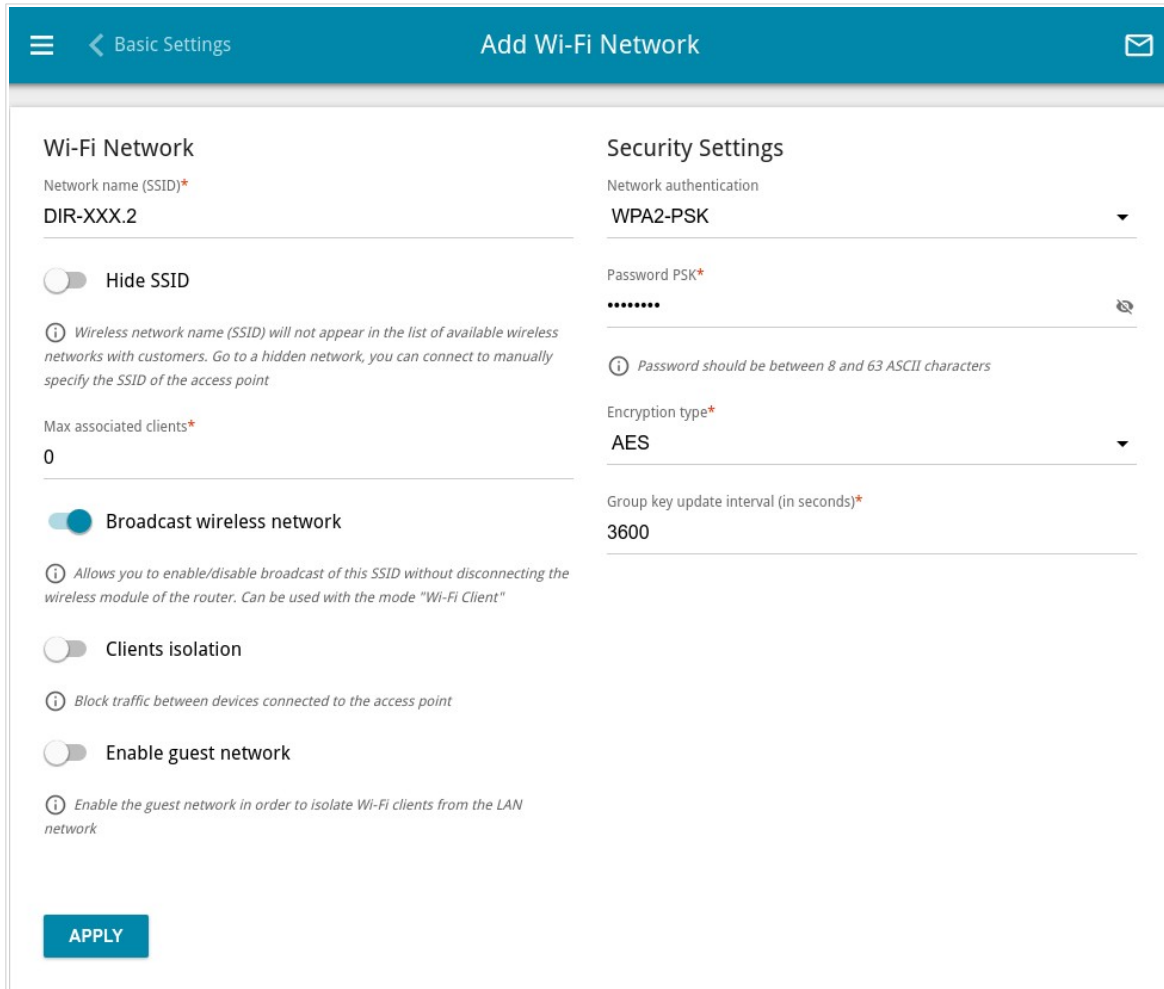 Basic Settings
Add Wi-Fi Network
Wi-Fi Network
Network name (SSID)*
DIR-XXX.2
Hide SSID
Wireless network name (SSID) will not appear in the list of available wireless
networks with customers. Go to a hidden network, you can connect to manually
specify the SSID of the access point
Max associated clients*
0
Broadcast wireless network
Allows you to enable/disable broadcast of this SSID without disconnecting the
wireless module of the router. Can be used with the mode "Wi-Fi Client"
Clients isolation
Block traffic between devices connected to the access point
Enable guest network
Enable the guest network in order to isolate Wi-Fi clients from the LAN
network
APPLY
Security Settings
Network authentication
WPA2-PSK
Password PSK*
••••••••
Password should be between 8 and 63 ASCII characters
Encryption type*
AES
Group key update interval (in seconds)*
3600